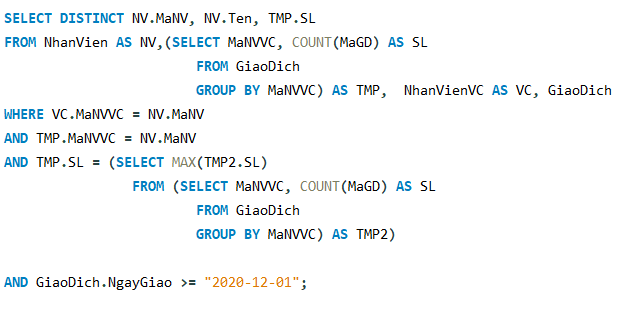 SELECT DISTINCT NV.MaNV, NV.Ten, TMP.SL
FROM NhanVien AS NV,(SELECT MaNVVC, COUNT(MaGD) AS SL
FROM GiaoDich
GROUP BY MaNVVC) AS TMP,  NhanVienVC AS VC, GiaoDich
WHERE VC.MaNVVC = NV.MaNV
AND TMP.MaNVVC = NV.MaNV
AND TMP.SL = (SELECT MAX(TMP2.SL)
FROM (SELECT MaNVVC, COUNT(MaGD) AS SL
FROM GiaoDich
GROUP BY MaNVVC) AS TMP2)
AND GiaoDich.NgayGiao >= "2020-12-01";